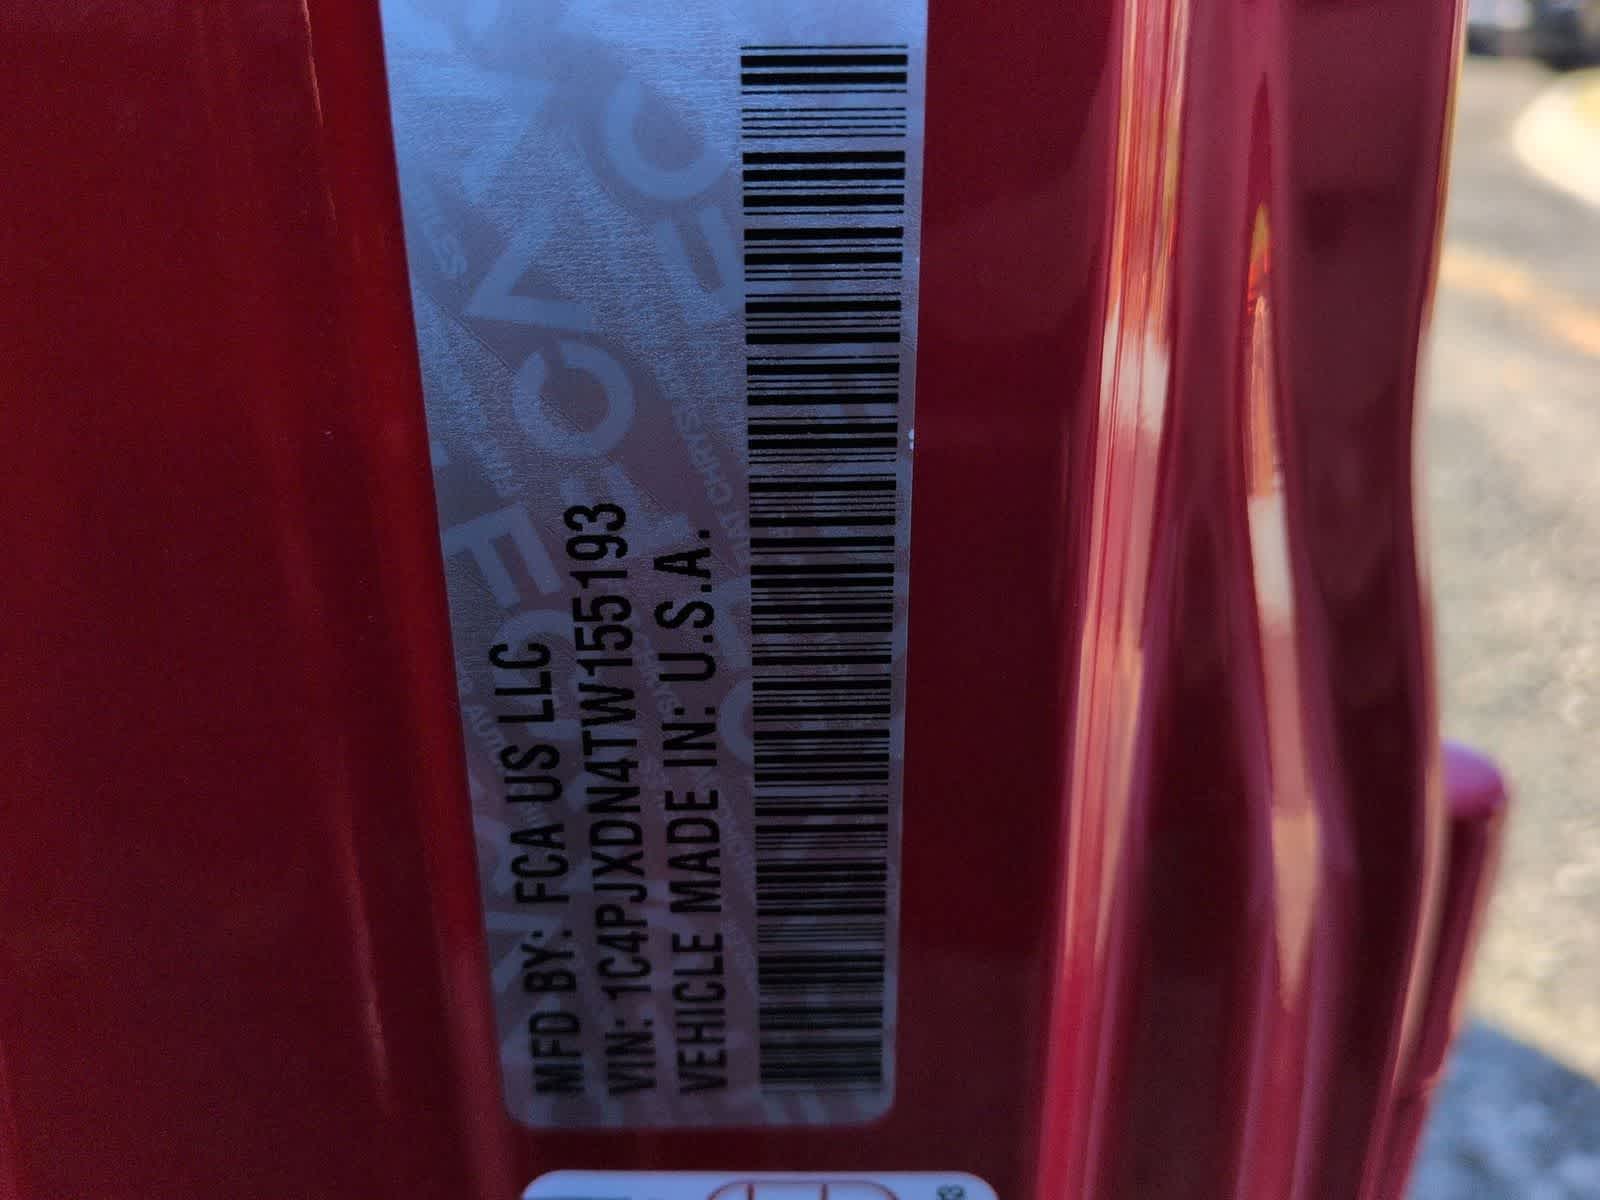 MFD BY: FCA US LLC
VIN: 1C4PJXDN4TW155193
VEHICLE MADE IN: U.S.A.